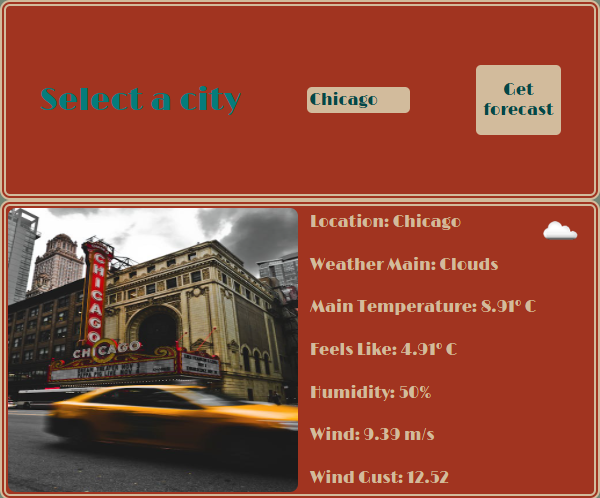 Select a city
Chicago
Get
forecast
Location: Chicago
Weather Main: Clouds
Main Temperature: 8.91° C
Feels Like: 4.91° C
Humidity: 50%
Wind: 9.39 m/s
Wind Gust: 12.52
CHICAGO
CHICAGO